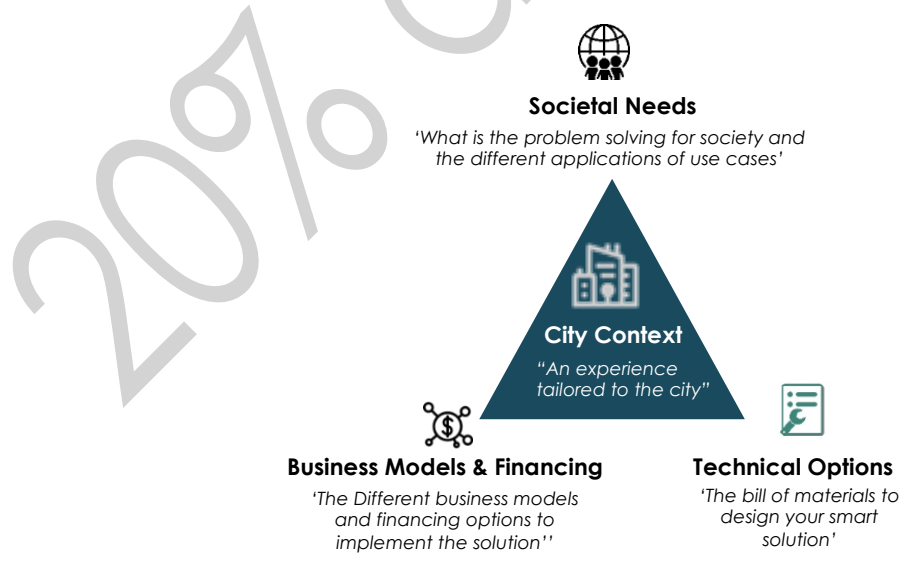 20%
Societal Needs
‘What is the problem solving for society and
the different applications of use cases’
City Context
“An experience
tailored to the city”
Business Models & Financing
‘The Different business models
and financing options to
implement the solution’'
Technical Options
‘The bill of materials to
design your smart
solution’